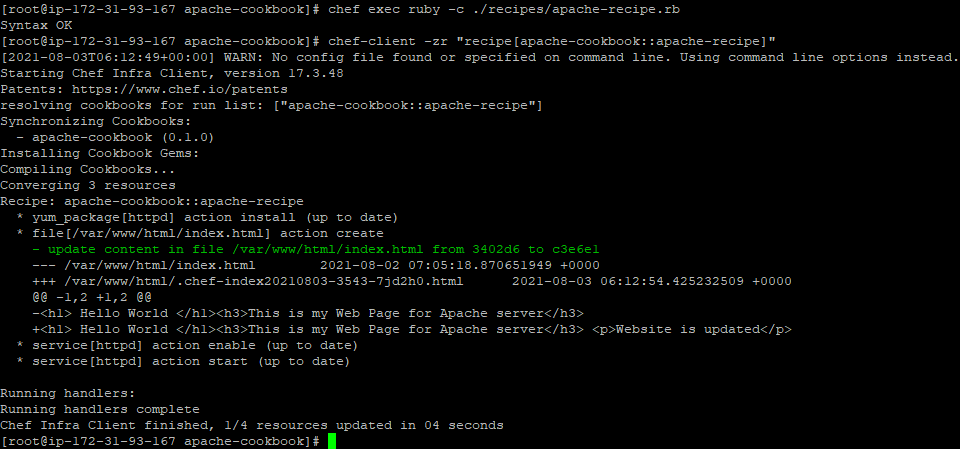 [root@ip-172-31-93-167 apache-cookbook]# chef exec ruby -c ./recipes/apache-recipe.rb
Syntax OK
[root@ip-172-31-93-167 apache-cookbook]# chef-client -zr "recipe[apache-cookbook::apache-recipe]"
[2021-08-03T06:12:49+00:00] WARN: No config file found or specified on command line. Using command line options instead.
Starting Chef Infra Client, version 17.3.48
Patents: https://www.chef.io/patents
resolving cookbooks for run list: ["apache-cookbook::apache-recipe"]
Synchronizing Cookbooks:
  - apache-cookbook (0.1.0)
Installing Cookbook Gems:
Compiling Cookbooks...
Converging 3 resources
Recipe: apache-cookbook::apache-recipe
  * yum_package[httpd] action install (up to date)
  * file[/var/www/html/index.html] action create
    - update content in file /var/www/html/index.html from 3402d6 to c3e6e1
    --- /var/www/html/index.html        2021-08-02 07:05:18.870651949 +0000
    +++ /var/www/html/.chef-index20210803-3543-7jd2h0.html      2021-08-03 06:12:54.425232509 +0000
    @@ -1,2 +1,2 @@
    -<h1> Hello World </h1><h3>This is my Web Page for Apache server</h3>
    +<h1> Hello World </h1><h3>This is my Web Page for Apache server</h3> <p>Website is updated</p>
  * service[httpd] action enable (up to date)
  * service[httpd] action start (up to date)

Running handlers:
Running handlers complete
Chef Infra Client finished, 1/4 resources updated in 04 seconds
[root@ip-172-31-93-167 apache-cookbook]#